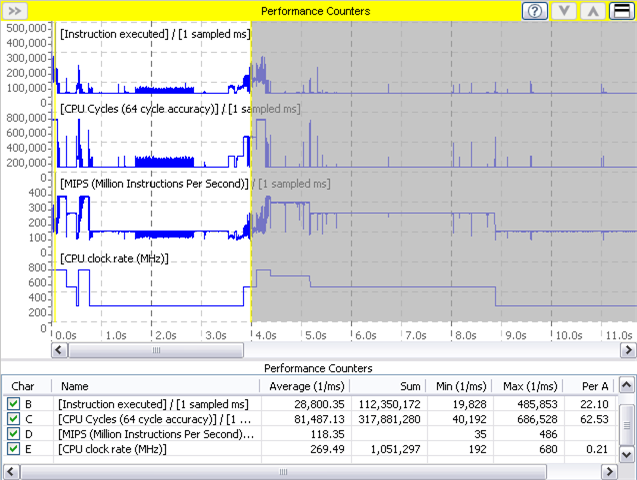 Performance Counters
?
[Instruction executed] / [1 sampled ms]
500,000
400,000
300,000
200,000
100,000
0
[CPU Cycles (64 cycle accuracy)] / [1 sampled ms]
800,000
600,000
400,000
200,000
[MIPS (Million Instructions Per Second)] / [1 sampled ms]
400
300
200
100
0
[CPU clock rate (MHz)]
800
600
400
200
0
0.0s 1.0s 2.0s 3.0s 4.0s 5.0s 6.0s 7.0s 8.0s 9.0s 10.0s 11.0s
Performance Counters
Char Name Average (1/ms) Sum Min (1/ms) Max (1/ms) Per A
B [Instruction executed] / [1 sampled ms] 28,800.35 112,350,172 19,828 485,853 22.10
C [CPU Cycles (64 cycle accuracy)] / [1 ... 81,487.13 317,881,280 40,192 686,528 62.53
D [MIPS (Million Instructions Per Second)... 118.35 35 486
E [CPU clock rate (MHz)] 269.49 1,051,297 192 680 0.21